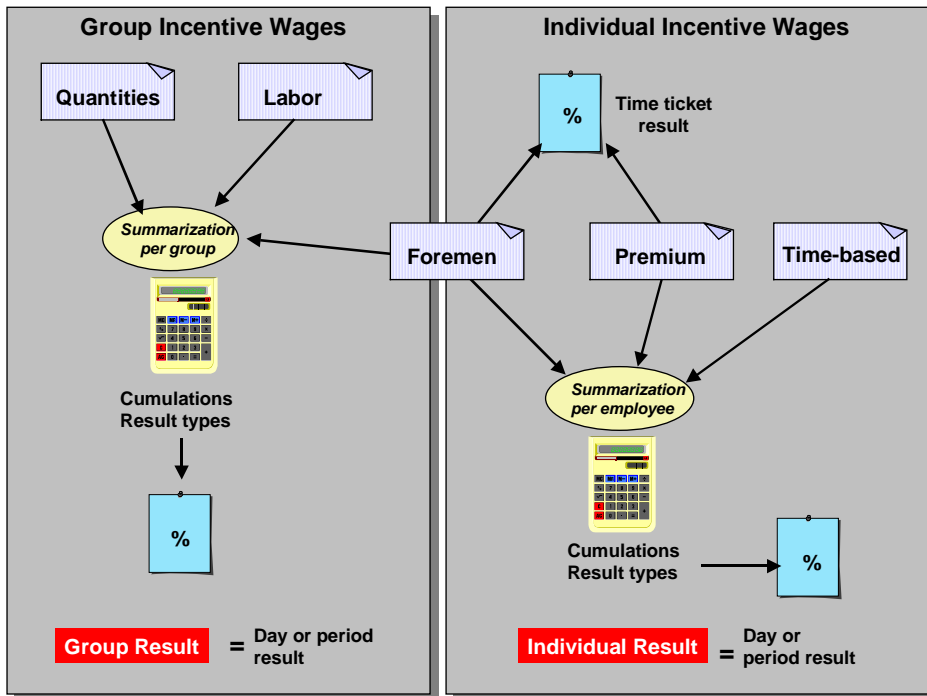 Group Incentive Wages
Quantities
Labor
Summarization
per group
Cumulations
Result types
%
Group Result = Day or period
result
Individual Incentive Wages
%
Time ticket
result
Foremen
Premium
Time-based
Summarization
per employee
Cumulations
Result types
%
Individual Result = Day or
period result